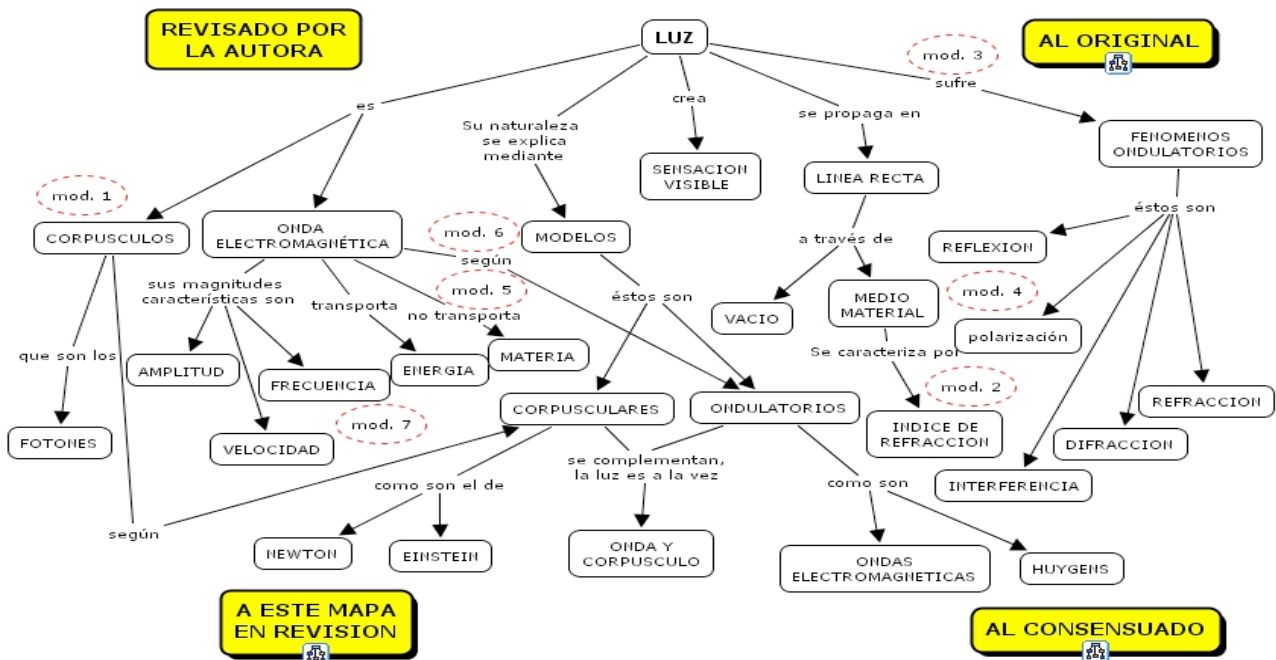 REVISADO POR
LA AUTORA
LUZ
AL ORIGINAL
mod. 3
sufre
es
crea
Su naturaleza
se explica
mediante
se propaga en
FENOMENOS
ONDULATORIOS
SENSACION
VISIBLE
LINEA RECTA
mod. 1
CORPUSCULOS
ONDA
ELECTROMAGNÉTICA
mod. 6
MODELOS
éstos son
REFLEXION
a través de
según
sus magnitudes
características son
transporta
mod. 5
no transporta
éstos son
VACIO
MEDIO
MATERIAL
mod. 4
polarización
que son los
AMPLITUD
FRECUENCIA
ENERGIA
MATERIA
Se caracteriza por
mod. 2
REFRACCION
FOTONES
VELOCIDAD
mod. 7
CORPUSCULARES
ONDULATORIOS
INDICE DE
REFRACCION
DIFRACCION
INTERFERENCIA
como son el de
se complementan,
la luz es a la vez
como son
según
NEWTON
EINSTEIN
ONDA Y
CORPUSCULO
ONDAS
ELECTROMAGNETICAS
HUYGENS
A ESTE MAPA
EN REVISION
AL CONSENSUADO